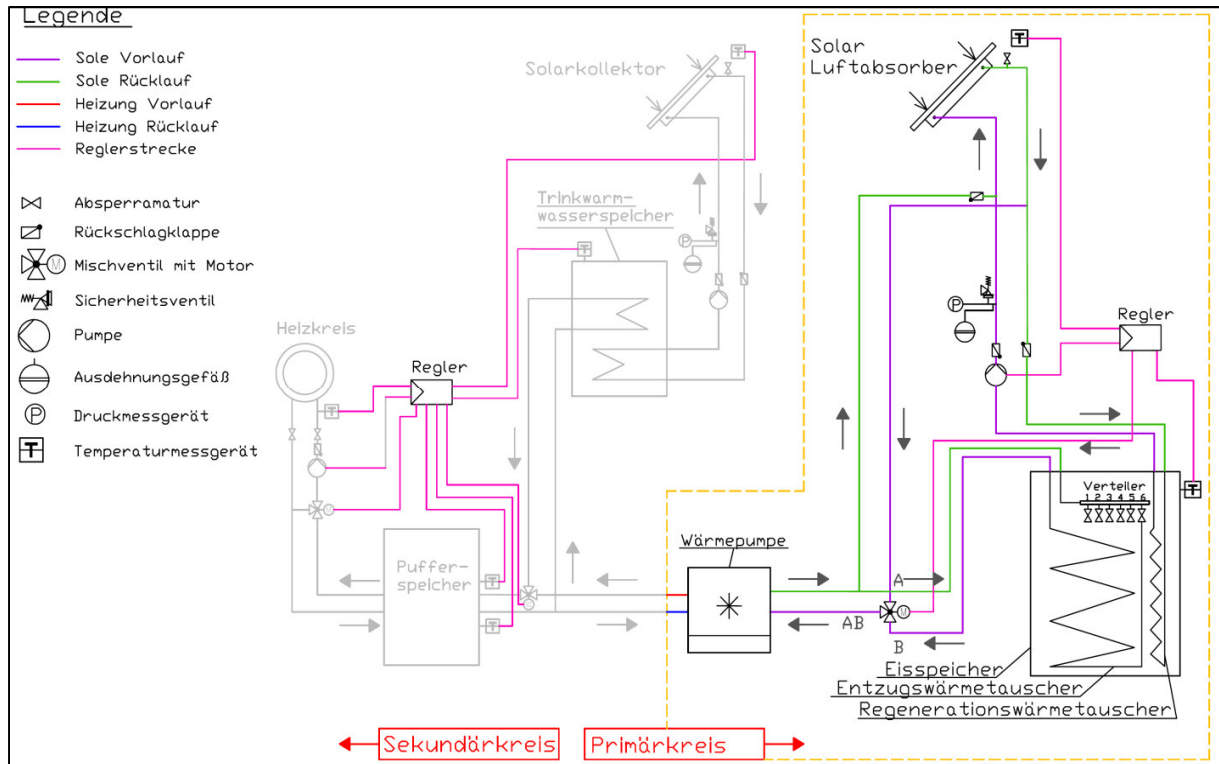 Legende
Sole Vorlauf
Sole Rücklauf
Heizung Vorlauf
Heizung Rücklauf
Reglerstrecke
Absperramatur
Rückschlagklappe
M
Mischventil mit Motor
Sicherheitsventil
Pumpe
Ausdehnungsgefäß
P
Druckmessgerät
T
Temperaturmessgerät
Solarkollektor
T
Solar
Luftabsorber
T
Trinkwarm-
wasserspeicher
T
P
P
Heizkreis
Regler
Regler
T
M
Puffer-
speicher
T
T
M
Wärmepumpe
A
AB
B
M
Verteiler
1 2 3 4 5 6
T
Eisspeicher
Entzugswärmetauscher
Regenerationswärmetauscher
Sekundärkreis
Primärkreis